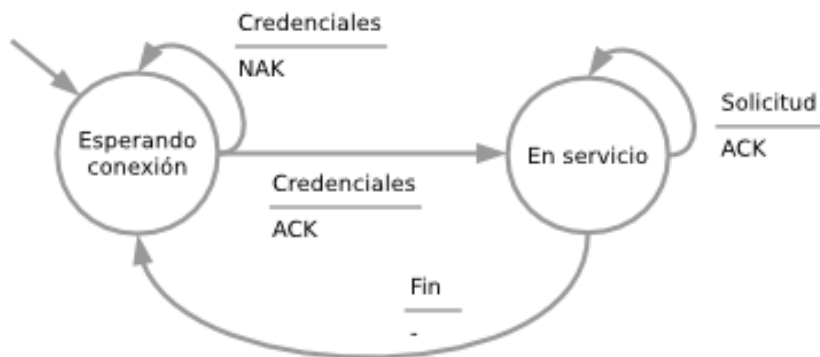 Credenciales
NAK
Esperando
conexión
Credenciales
ACK
En servicio
Solicitud
ACK
Fin
-